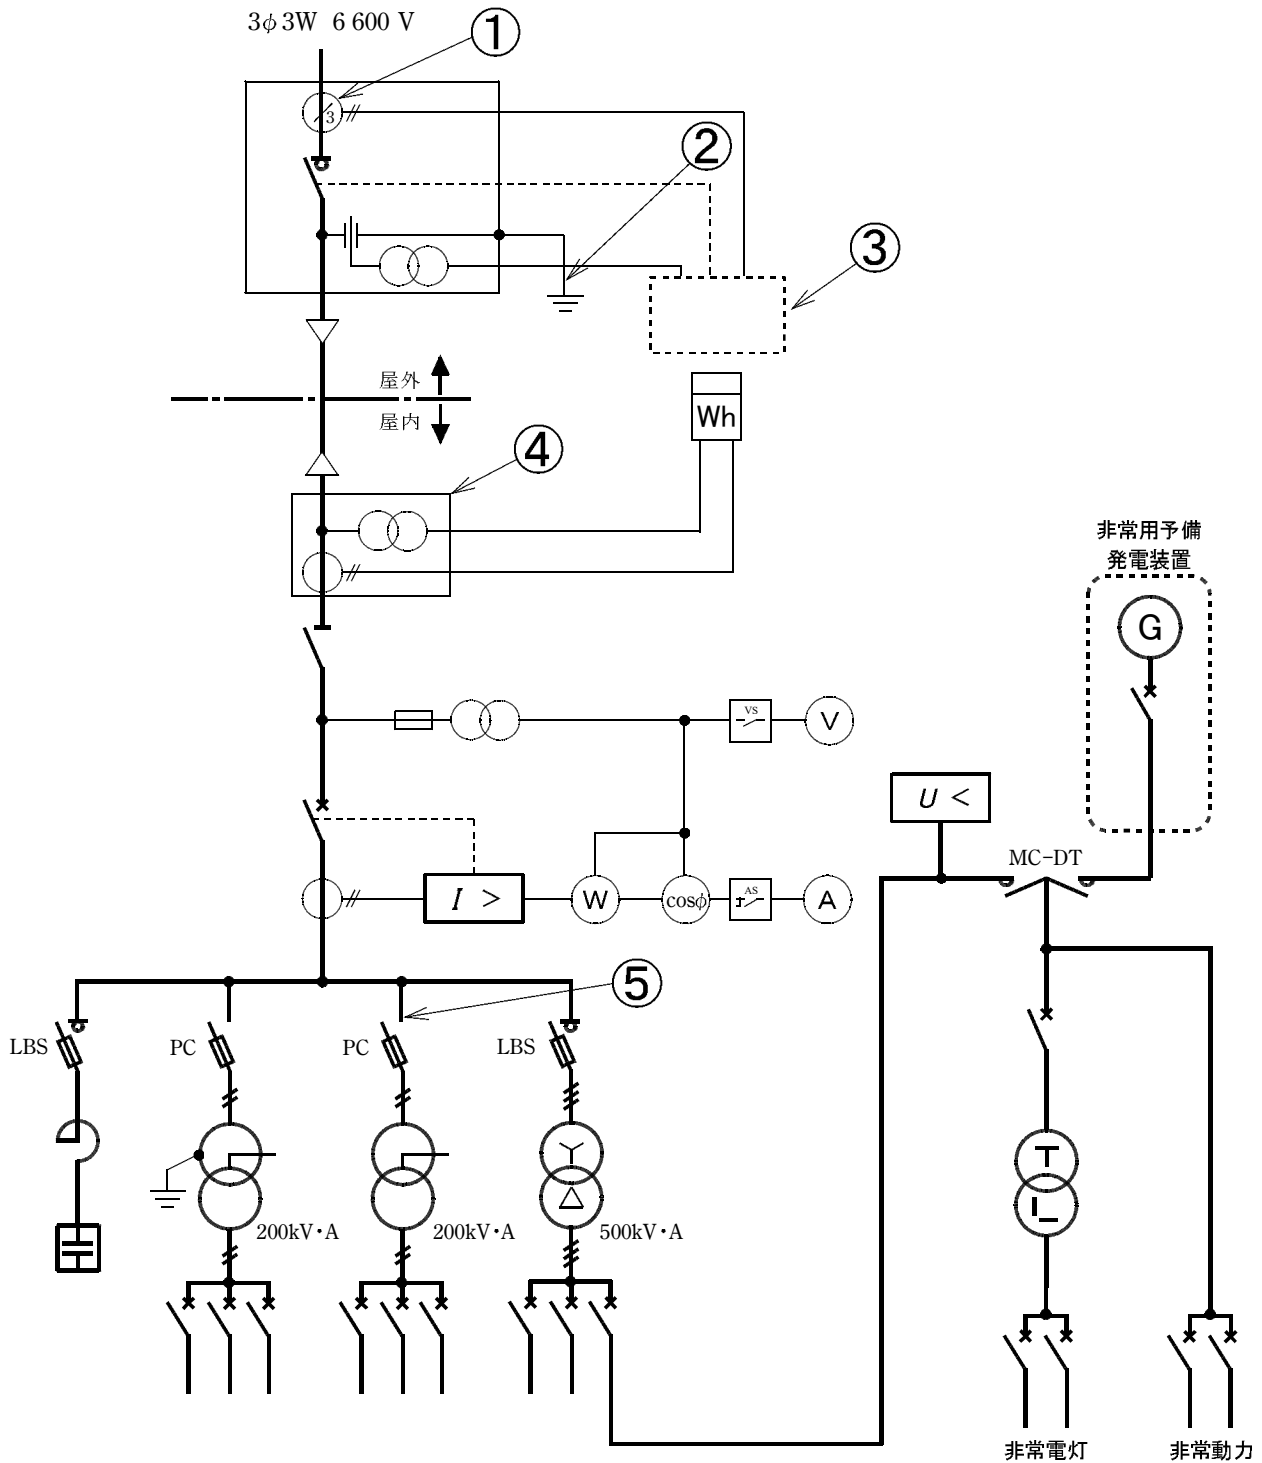 3φ3W 6 600 V
①
3
②
③
屋外
屋内
Wh
④
非常用予備
発電装置
G
VS
V
U <
MC-DT
I >
W
cosφ
AS
A
⑤
LBS
PC
PC
LBS
200kV・A
200kV・A
500kV・A
非常電灯
非常動力